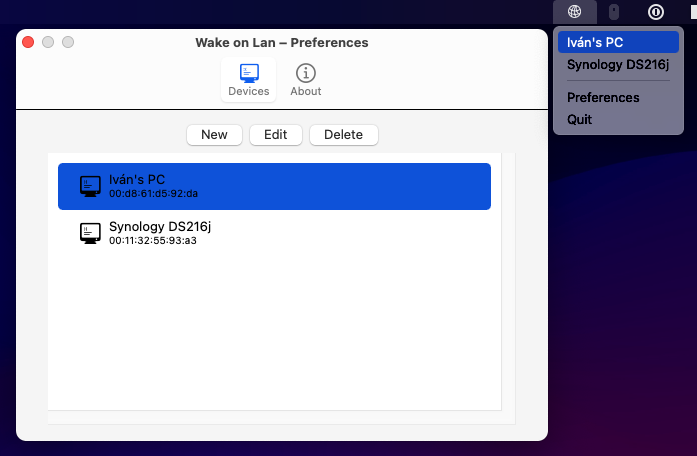 Wake on Lan – Preferences
Devices
About
New
Edit
Delete
Iván's PC
00:d8:61:d5:92:da
Synology DS216j
00:11:32:55:93:a3
Iván's PC
Synology DS216j
Preferences
Quit